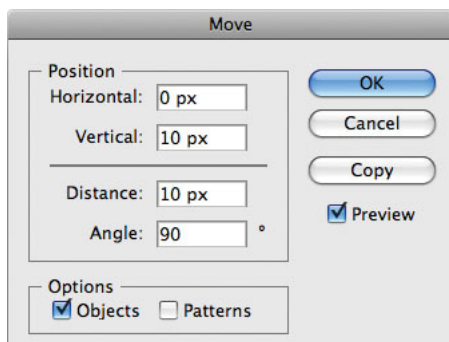 Move
Position
Horizontal: 0 px
Vertical: 10 px
Distance: 10 px
Angle: 90 °
Options
Objects Patterns
OK
Cancel
Copy
Preview